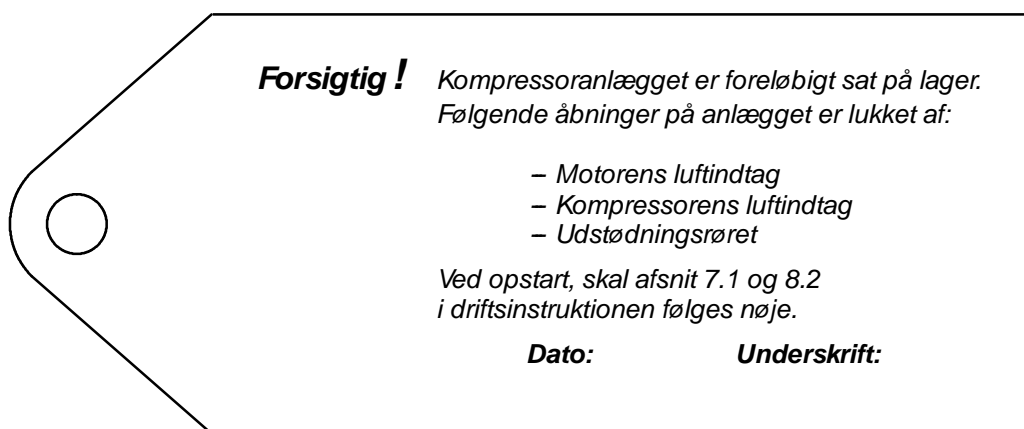 Forsigtig ! Kompressoranlægget er foreløbigt sat på lager.
Følgende åbninger på anlægget er lukket af:
– Motorens luftindtag
– Kompressorens luftindtag
– Udstødningsrøret
Ved opstart, skal afsnit 7.1 og 8.2
i driftsinstruktionen følges nøje.
Dato: Underskrift: